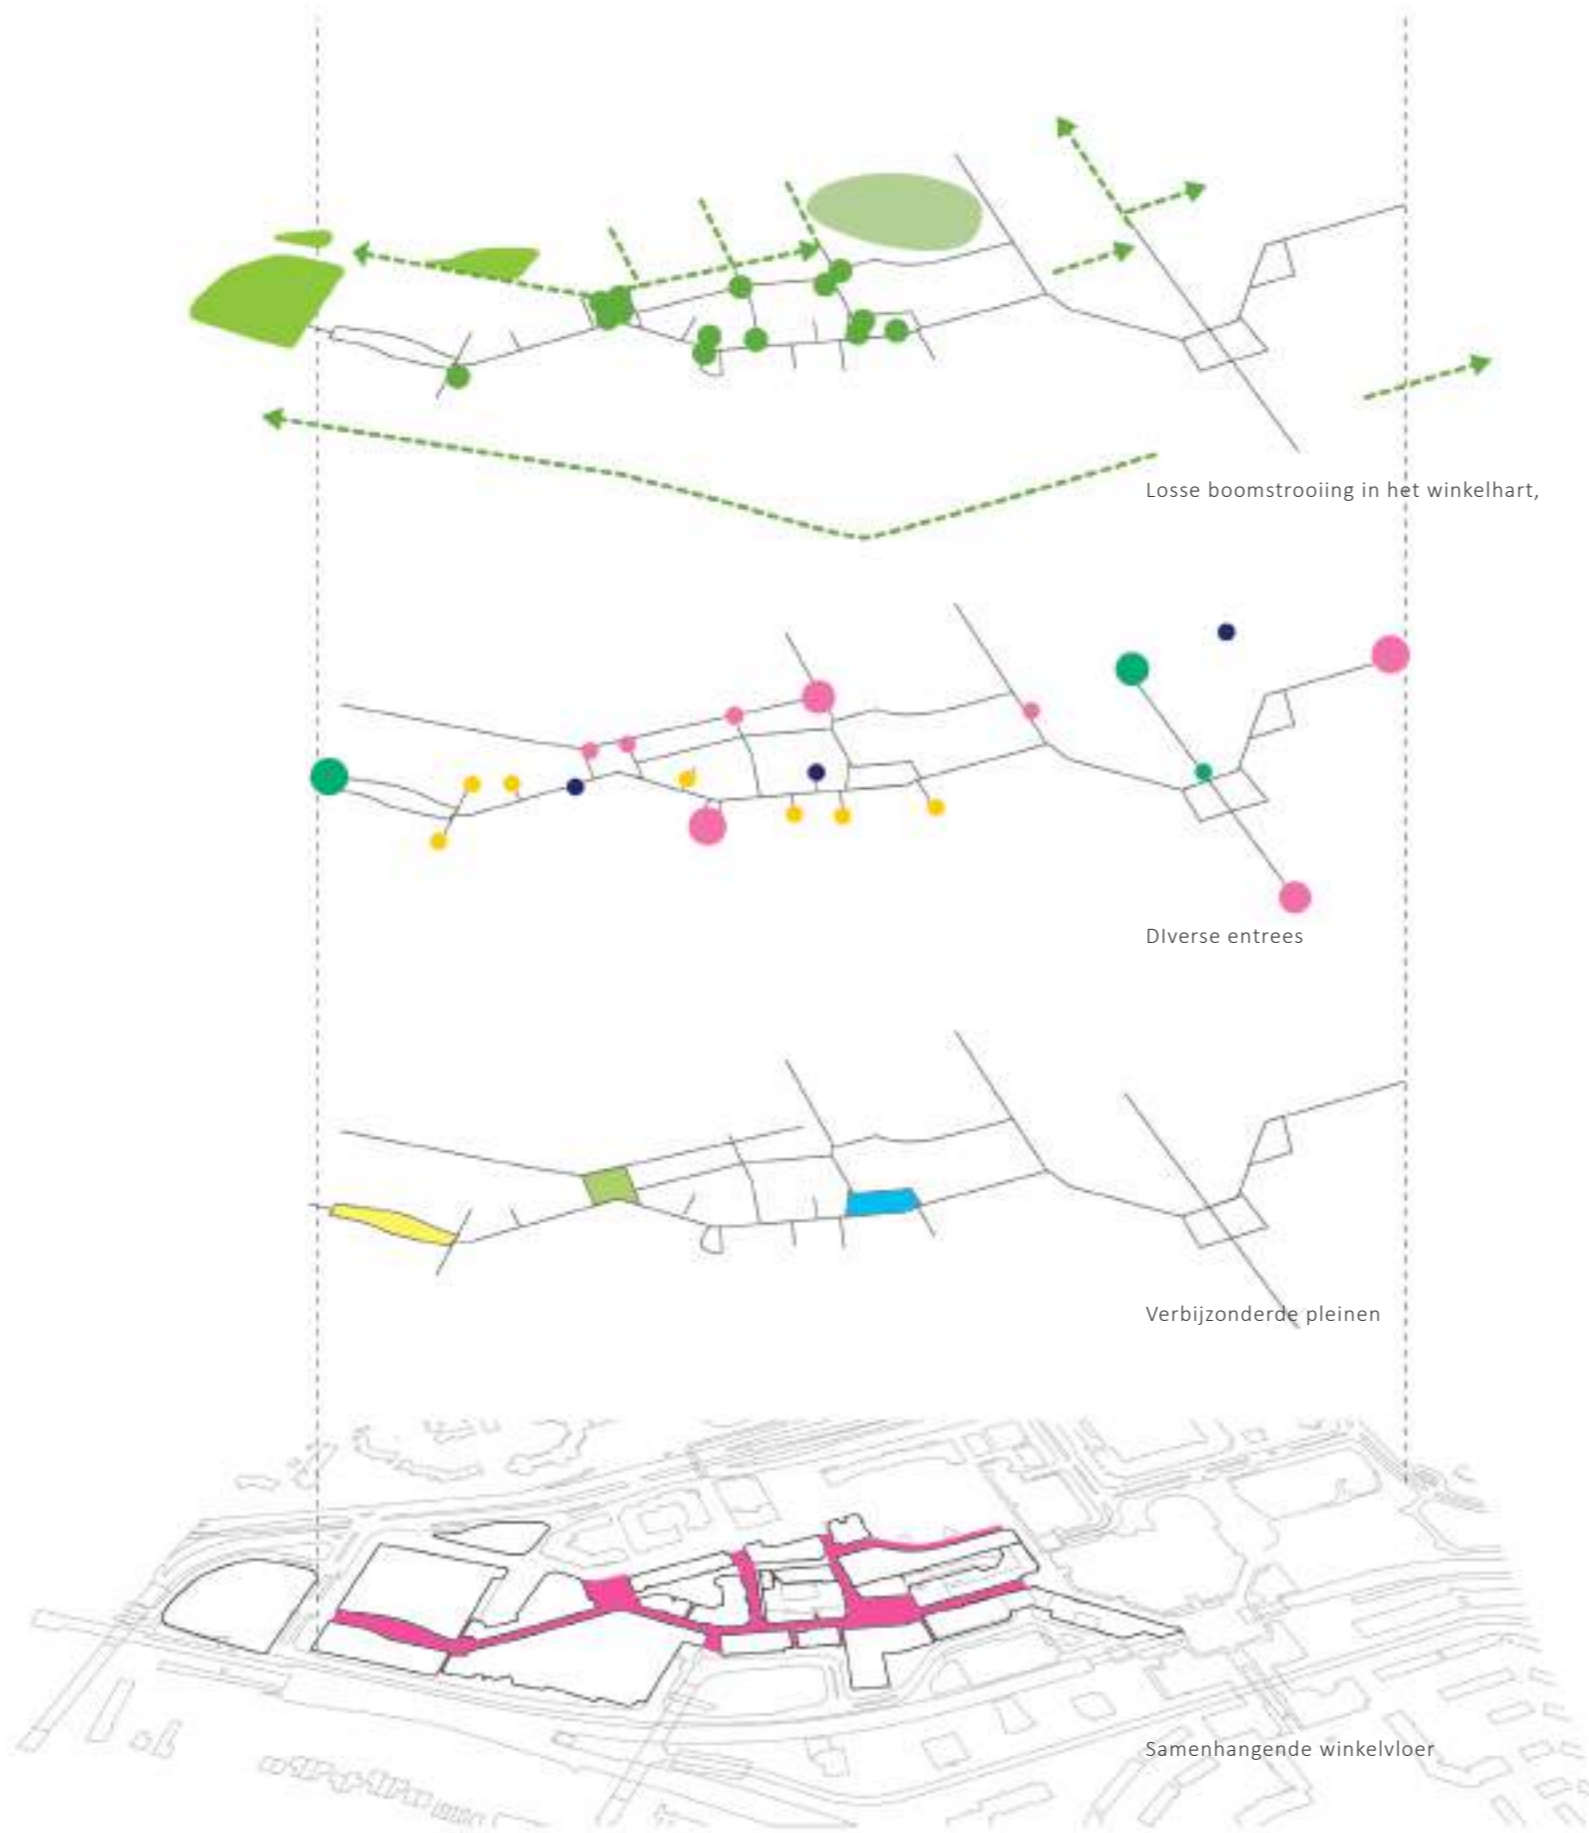 Losse boomstrooiing in het winkelhart,
DIverse entrees
Verbijzonderde pleinen
Samenhangende winkelvloer